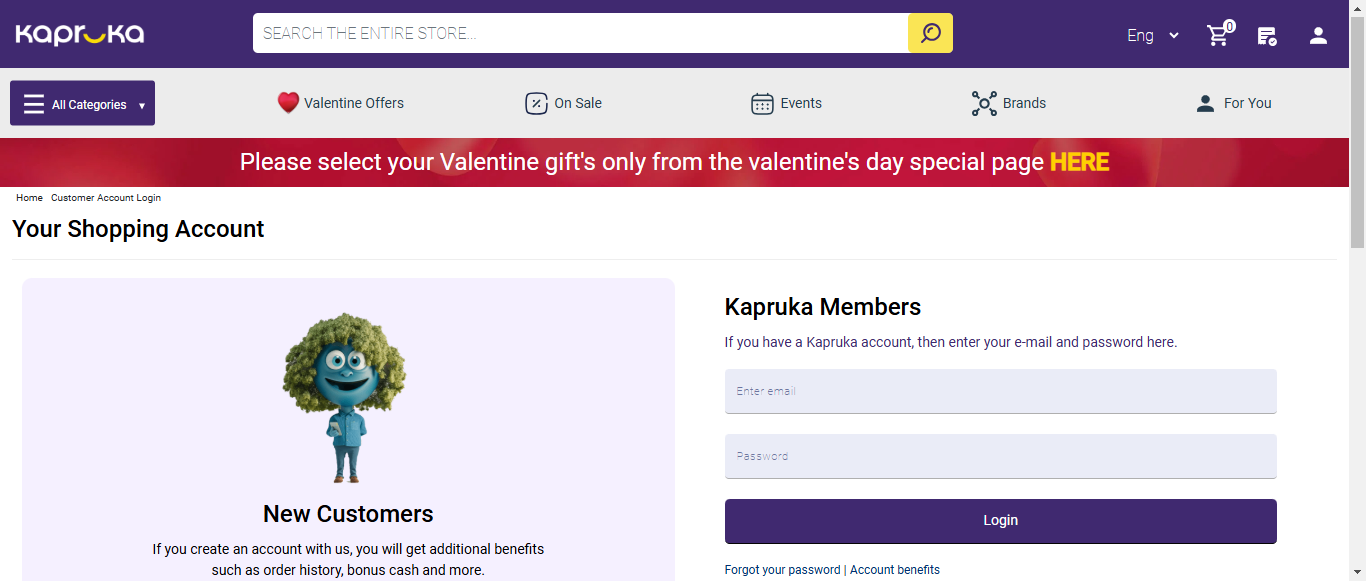 Kapruka
SEARCH THE ENTIRE STORE...
Eng
0
All Categories
Valentine Offers
On Sale
Events
Brands
For You
Please select your Valentine gift's only from the valentine's day special page HERE
Home Customer Account Login
Your Shopping Account
Kapruka Members
If you have a Kapruka account, then enter your e-mail and password here.
Enter email
Password
Login
Forgot your password | Account benefits
New Customers
If you create an account with us, you will get additional benefits
such as order history, bonus cash and more.